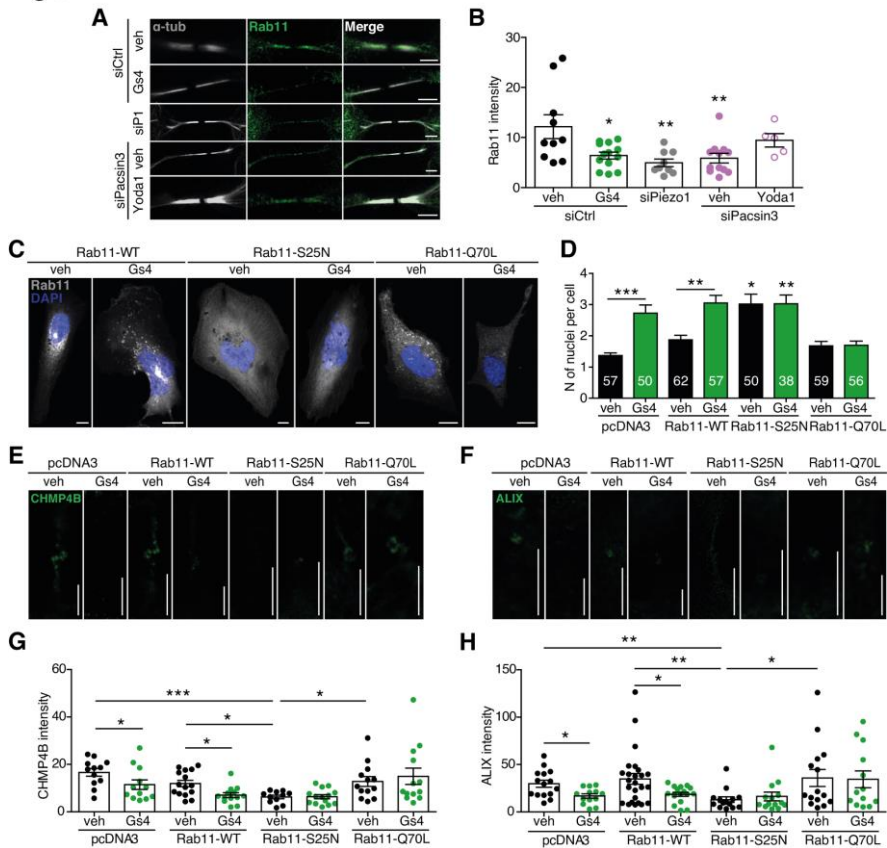 A
α-tub Rab11 Merge
siCtrl
veh
Gs4
siP1
siPacsin3
veh
Yoda1
B
Rab11 intensity
30
20
10
0
* ** **
veh Gs4 siPiezo1 veh Yoda1
siCtrl siPacsin3
C
Rab11-WT Rab11-S25N Rab11-Q70L
veh Gs4 veh Gs4 veh Gs4
Rab11
DAPI
D
N of nuclei per cell
4
3
2
1
0
*** ** * **
57 50 62 57 50 38 59 56
veh Gs4 veh Gs4 veh Gs4 veh Gs4
pcDNA3 Rab11-WT Rab11-S25N Rab11-Q70L
E
pcDNA3 Rab11-WT Rab11-S25N Rab11-Q70L
veh Gs4 veh Gs4 veh Gs4 veh Gs4
CHMP4B
F
pcDNA3 Rab11-WT Rab11-S25N Rab11-Q70L
veh Gs4 veh Gs4 veh Gs4 veh Gs4
ALIX
G
CHMP4B intensity
60
40
20
0
***
* *
* *
veh Gs4 veh Gs4 veh Gs4 veh Gs4
pcDNA3 Rab11-WT Rab11-S25N Rab11-Q70L
H
ALIX intensity
150
100
50
0
**
** *
*
*
veh Gs4 veh Gs4 veh Gs4 veh Gs4
pcDNA3 Rab11-WT Rab11-S25N Rab11-Q70L